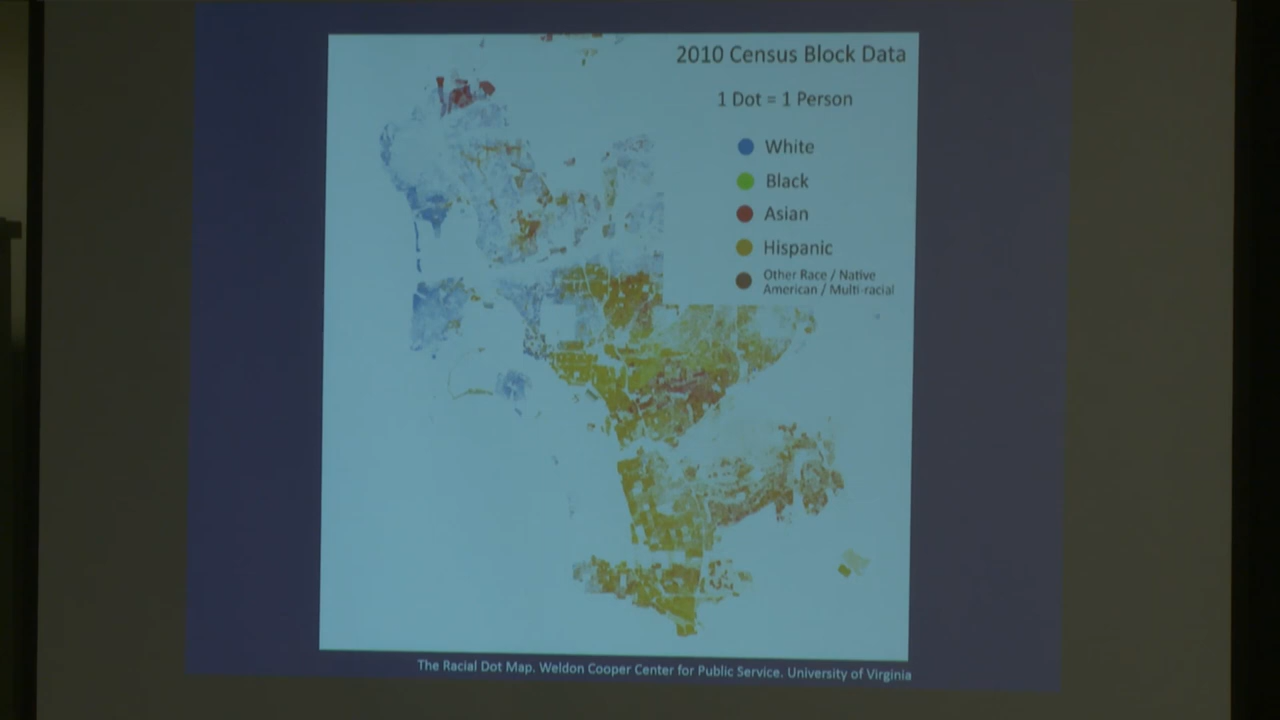 2010 Census Block Data
1 Dot = 1 Person
White
Black
Asian
Hispanic
Other Race / Native
American / Multi-racial
The Racial Dot Map. Weldon Cooper Center for Public Service. University of Virginia